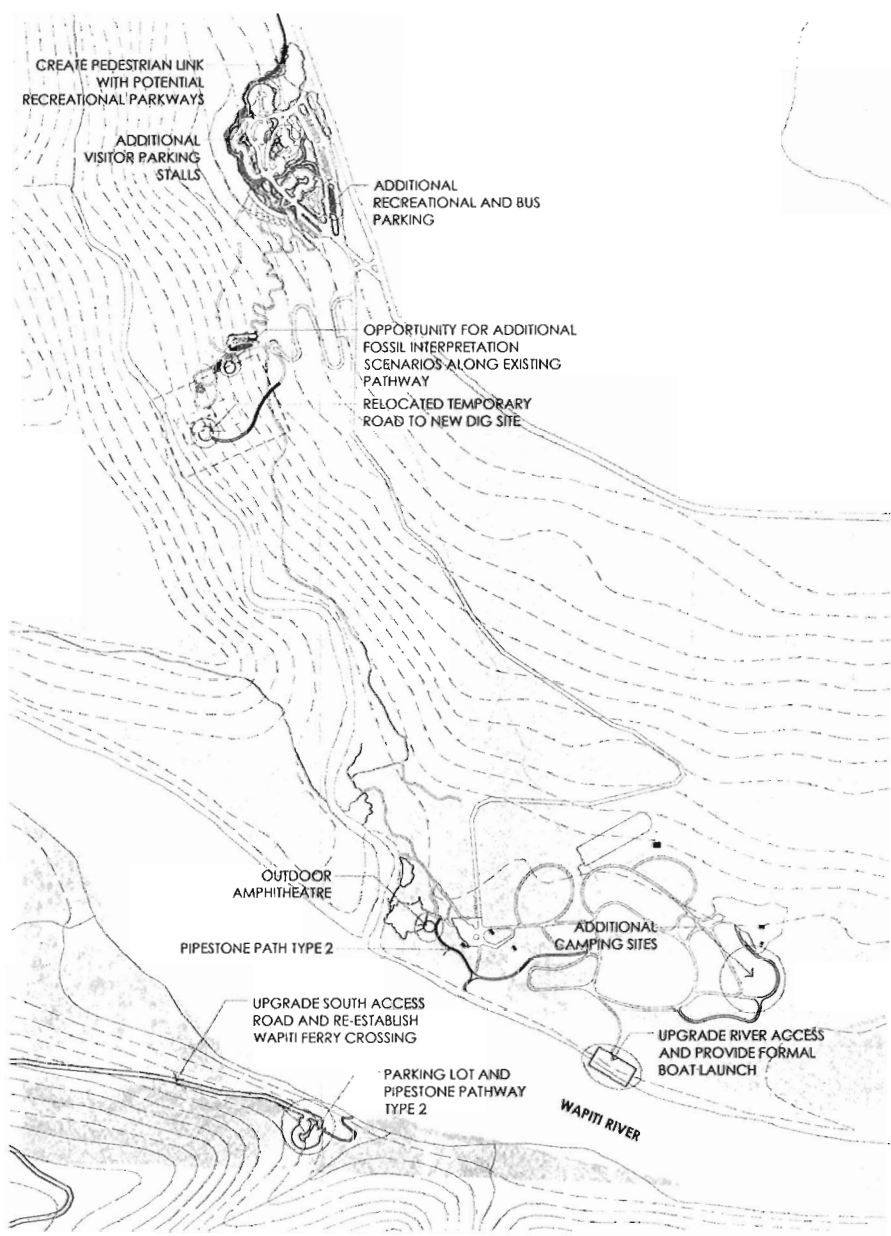 CREATE PEDESTRIAN LINK
WITH POTENTIAL
RECREATIONAL PARKWAYS
ADDITIONAL
VISITOR PARKING
STALLS
ADDITIONAL
RECREATIONAL AND BUS
PARKING
OPPORTUNITY FOR ADDITIONAL
FOSSIL INTERPRETATION
SCENARIOS ALONG EXISTING
PATHWAY
RELOCATED TEMPORARY
ROAD TO NEW DIG SITE
OUTDOOR
AMPHITHEATRE
PIPESTONE PATH TYPE 2
ADDITIONAL
CAMPING SITES
UPGRADE SOUTH ACCESS
ROAD AND RE-ESTABLISH
WAPITI FERRY CROSSING
UPGRADE RIVER ACCESS
AND PROVIDE FORMAL
BOAT LAUNCH
PARKING LOT AND
PIPESTONE PATHWAY
TYPE 2
WAPITI RIVER